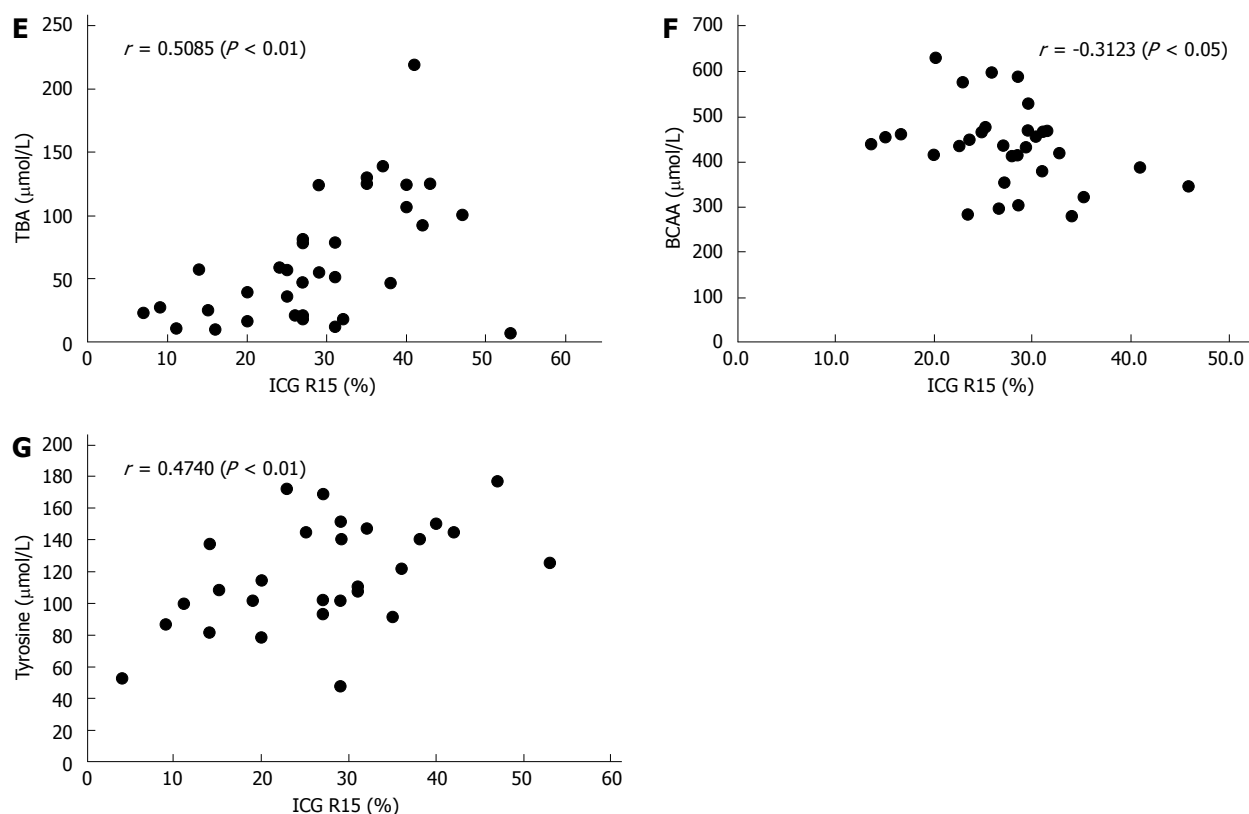 E
r = 0.5085 (P < 0.01)
250
200
150
100
50
0
TBA (μmol/L)
0 10 20 30 40 50 60
ICG R15 (%)
F
r = -0.3123 (P < 0.05)
700
600
500
400
300
200
100
0
BCAA (μmol/L)
0.0 10.0 20.0 30.0 40.0 50.0
ICG R15 (%)
G
r = 0.4740 (P < 0.01)
200
180
160
140
120
100
80
60
40
20
0
Tyrosine (μmol/L)
0 10 20 30 40 50 60
ICG R15 (%)